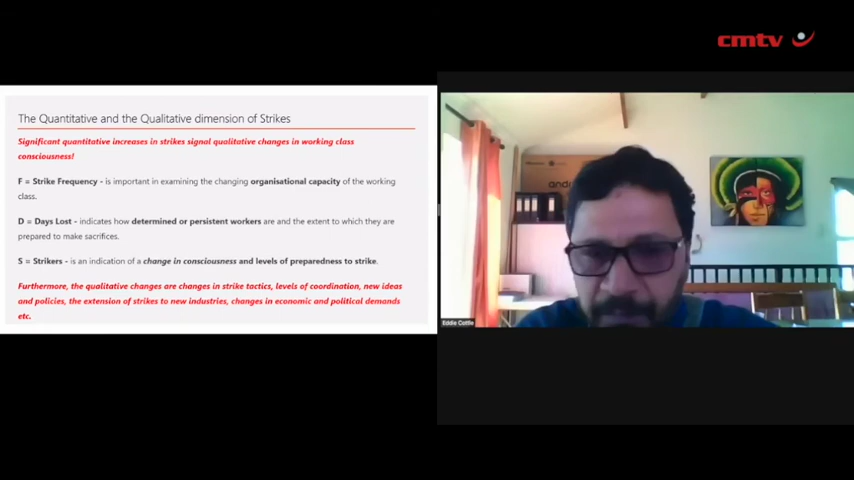 cmtv
The Quantitative and the Qualitative dimension of Strikes
Significant quantitative increases in strikes signal qualitative changes in working class
consciousness!
F = Strike Frequency - is important in examining the changing organisational capacity of the working
class.
D = Days Lost - indicates how determined or persistent workers are and the extent to which they are
prepared to make sacrifices.
S = Strikers - is an indication of a change in consciousness and levels of preparedness to strike.
Furthermore, the qualitative changes are changes in strike tactics, levels of coordination, new ideas
and policies, the extension of strikes to new industries, changes in economic and political demands
etc.
Eddie Cottle